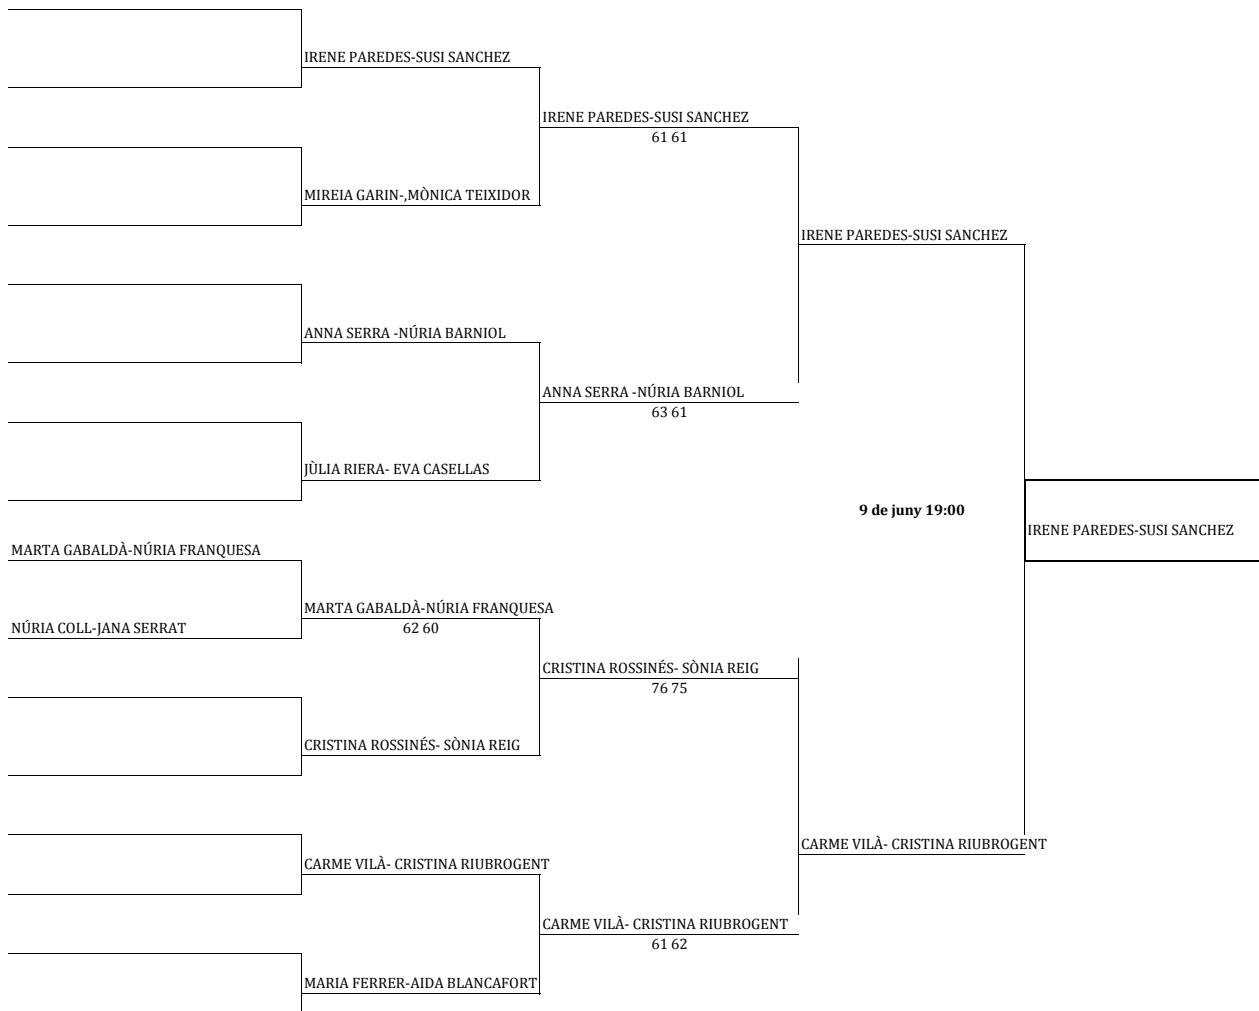 IRENE PAREDES-SUSI SANCHEZ
IRENE PAREDES-SUSI SANCHEZ
61 61
MIREIA GARIN-,MÒNICA TEIXIDOR
IRENE PAREDES-SUSI SANCHEZ
ANNA SERRA -NÚRIA BARNIOL
ANNA SERRA -NÚRIA BARNIOL
63 61
JÙLIA RIERA- EVA CASELLAS
9 de juny 19:00
IRENE PAREDES-SUSI SANCHEZ
MARTA GABALDÀ-NÚRIA FRANQUESA
MARTA GABALDÀ-NÚRIA FRANQUESA
62 60
NÚRIA COLL-JANA SERRAT
CRISTINA ROSSINÉS- SÒNIA REIG
76 75
CRISTINA ROSSINÉS- SÒNIA REIG
CARME VILÀ- CRISTINA RIUBROGENT
CARME VILÀ- CRISTINA RIUBROGENT
CARME VILÀ- CRISTINA RIUBROGENT
61 62
MARIA FERRER-AIDA BLANCAFORT